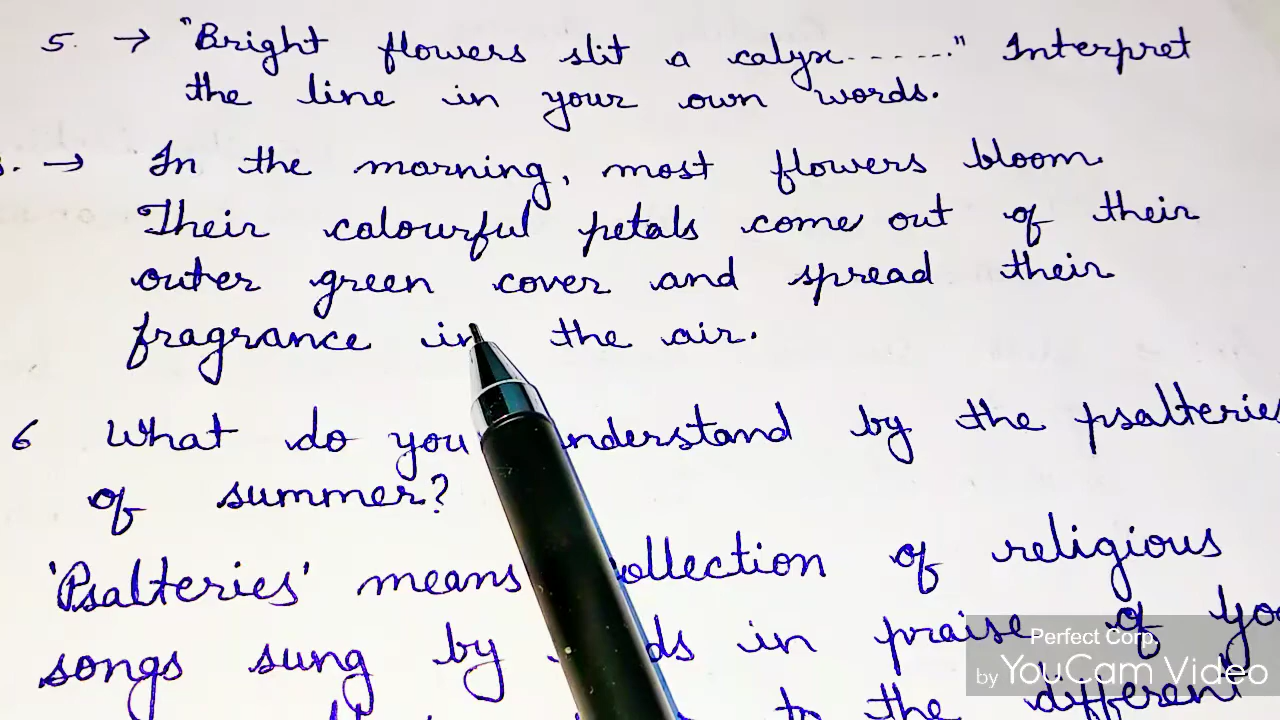 5. → "Bright flowers slit a calyx......" Interpret
the line in your own words.
s. → In the morning, most flowers bloom.
Their colourful petals come out of their
outer green cover and spread their
fragrance in the air.
6 What do you understand by the psalteries
of summer?
'Psalteries' means collection of religious
songs sung by in praise of
to the different
Perfect Corp.
by YouCam Video